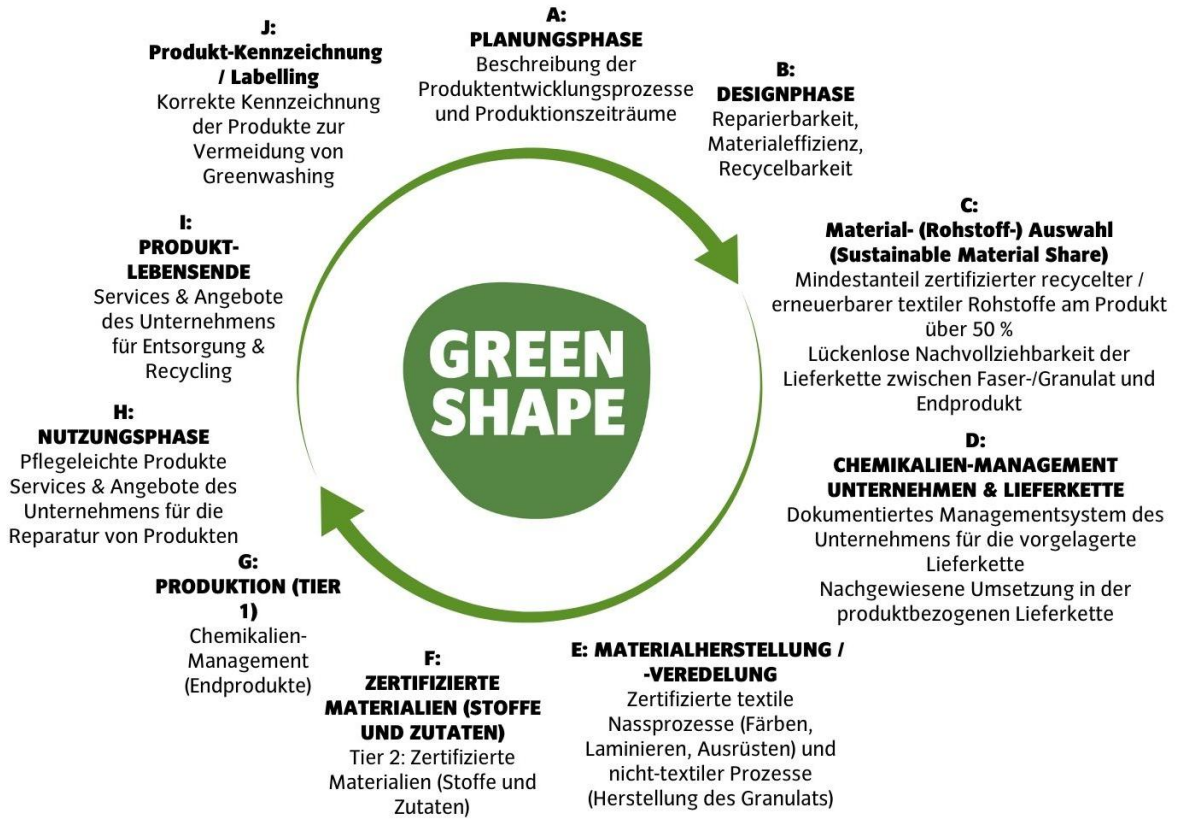 A:
PLANUNGSPHASE
Beschreibung der
Produktentwicklungsprozesse
und Produktionszeiträume
B:
DESIGNPHASE
Reparierbarkeit,
Materialeffizienz,
Recycelbarkeit
C:
Material- (Rohstoff-) Auswahl
(Sustainable Material Share)
Mindestanteil zertifizierter recycelter /
erneuerbarer textiler Rohstoffe am Produkt
über 50 %
Lückenlose Nachvollziehbarkeit der
Lieferkette zwischen Faser-/Granulat und
Endprodukt
D:
CHEMIKALIEN-MANAGEMENT
UNTERNEHMEN & LIEFERKETTE
Dokumentiertes Managementsystem des
Unternehmens für die vorgelagerte
Lieferkette
Nachgewiesene Umsetzung in der
produktbezogenen Lieferkette
E: MATERIALHERSTELLUNG /
-VEREDELUNG
Zertifizierte textile
Nassprozesse (Färben,
Laminieren, Ausrüsten) und
nicht-textiler Prozesse
(Herstellung des Granulats)
F:
ZERTIFIZIERTE
MATERIALIEN (STOFFE
UND ZUTATEN)
Tier 2: Zertifizierte
Materialien (Stoffe und
Zutaten)
G:
PRODUKTION (TIER
1)
Chemikalien-
Management
(Endprodukte)
H:
NUTZUNGSPHASE
Pflegeleichte Produkte
Services & Angebote des
Unternehmens für die
Reparatur von Produkten
I:
PRODUKT-
LEBENSENDE
Services & Angebote
des Unternehmens
für Entsorgung &
Recycling
J:
Produkt-Kennzeichnung
/ Labelling
Korrekte Kennzeichnung
der Produkte zur
Vermeidung von
Greenwashing
GREEN
SHAPE